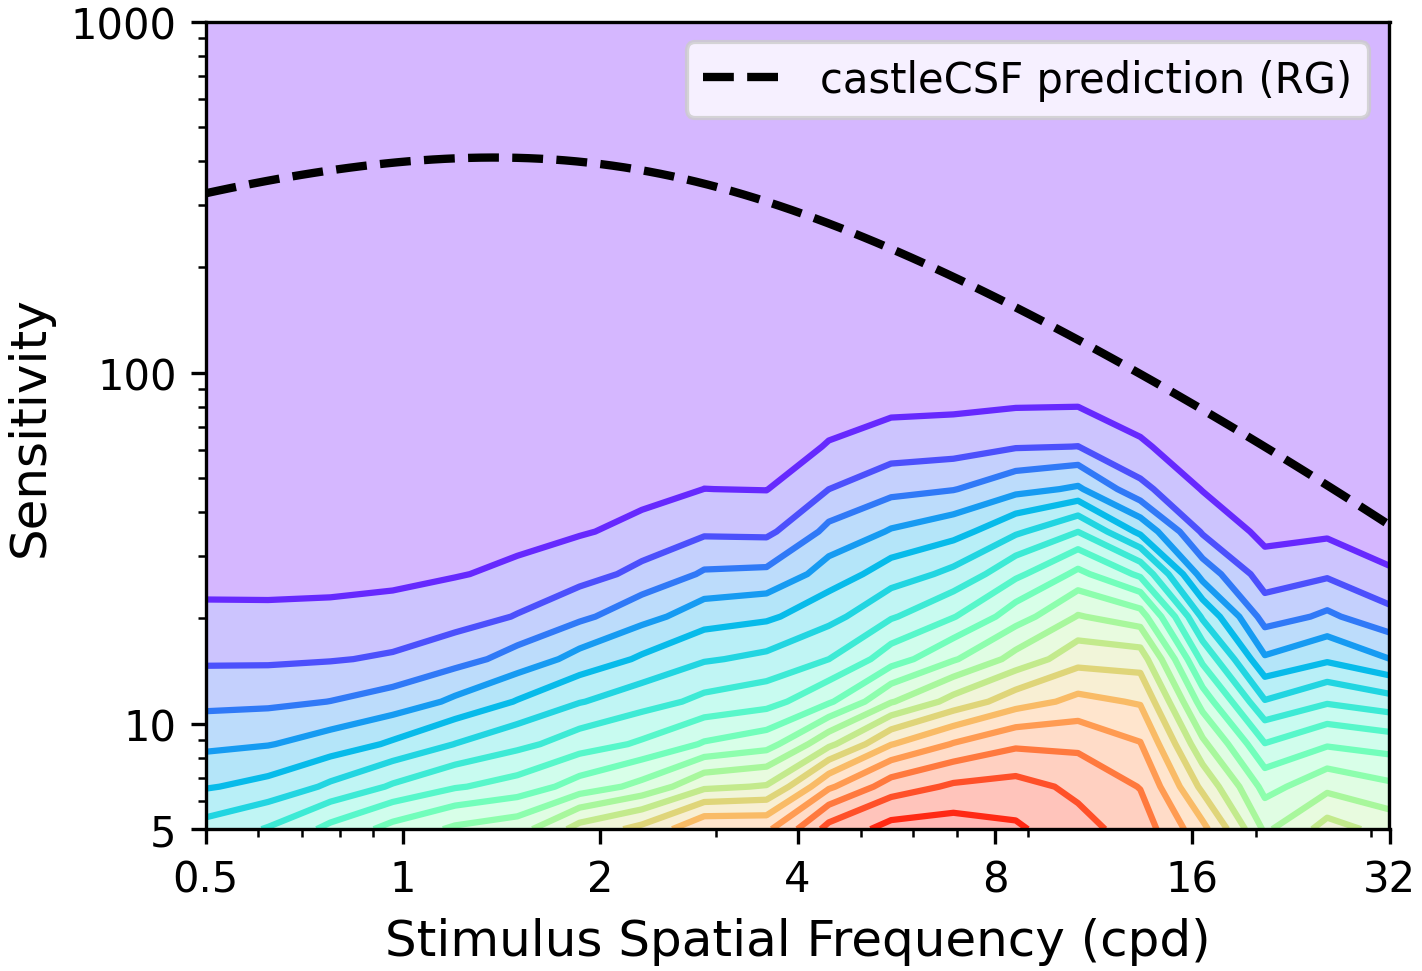 1000
castleCSF prediction (RG)
100
10
5
Sensitivity
0.5 1 2 4 8 16 32
Stimulus Spatial Frequency (cpd)